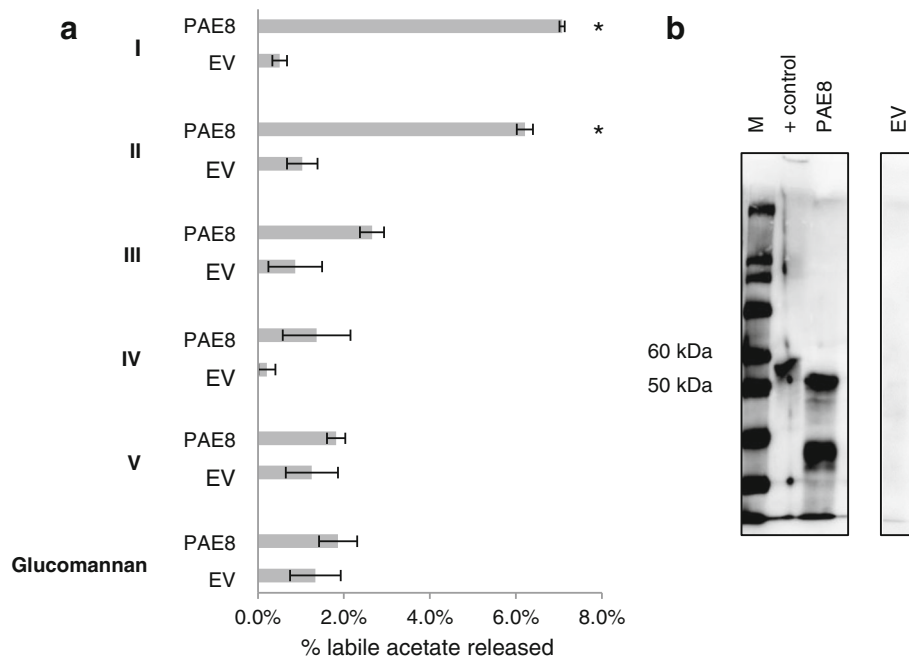 a
I
PAE8
*
EV
II
PAE8
*
EV
III
PAE8
EV
IV
PAE8
EV
V
PAE8
EV
Glucomannan
PAE8
EV
0.0% 2.0% 4.0% 6.0% 8.0%
% labile acetate released
b
M
+ control
PAE8
EV
60 kDa
50 kDa